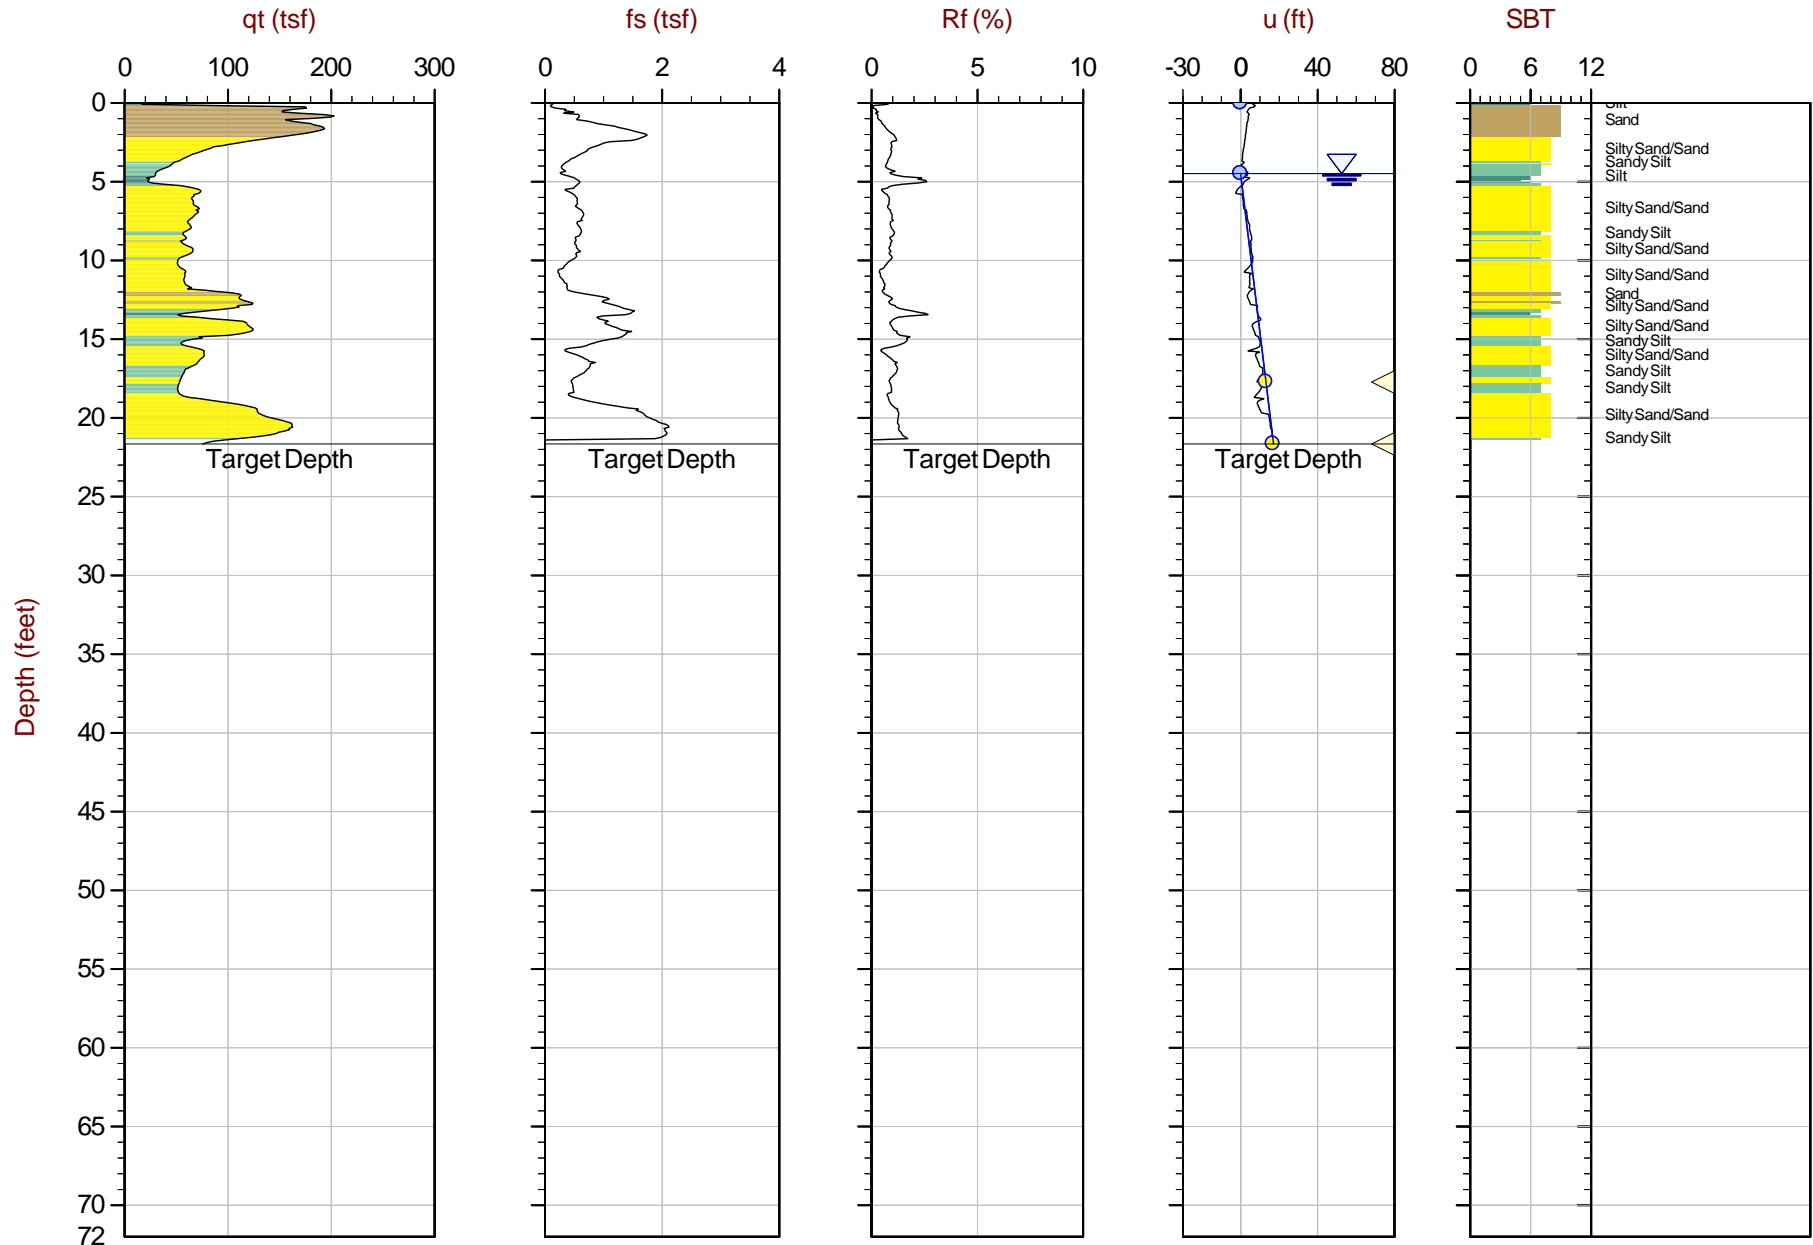 qt (tsf) fs (tsf) Rf (%) u (ft) SBT
0 100 200 300 0 2 4 0 5 10 -30 0 40 80 0 6 12
0
Silt
Sand
Silty Sand/Sand
Sandy Silt
Silt
5
Silty Sand/Sand
Sandy Silt
Silty Sand/Sand
10
Silty Sand/Sand
Sand
Silty Sand/Sand
Silty Sand/Sand
15
Sandy Silt
Silty Sand/Sand
Sandy Silt
Sandy Silt
20
Silty Sand/Sand
Sandy Silt
Target Depth Target Depth Target Depth Target Depth
25
30
35
Depth (feet)
40
45
50
55
60
65
70
72